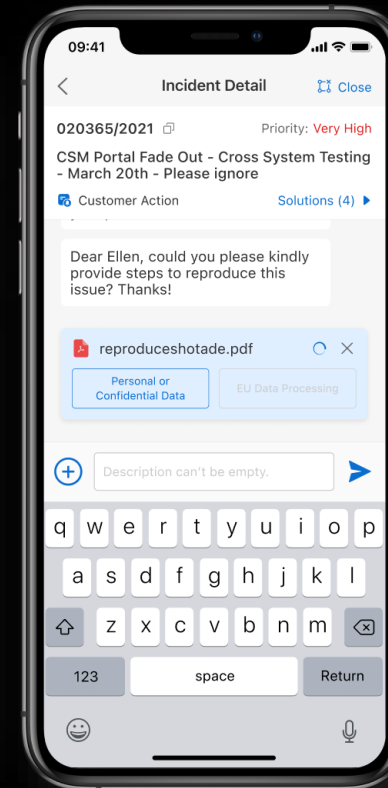 09:41
Incident Detail
Close
020365/2021
Priority: Very High
CSM Portal Fade Out - Cross System Testing
- March 20th - Please ignore
Customer Action
Solutions (4)
Dear Ellen, could you please kindly
provide steps to reproduce this
issue? Thanks!
reproduceshotade.pdf
Personal or
Confidential Data
EU Data Processing
Description can't be empty.
q w e r t y u i o p
a s d f g h j k l
z x c v b n m
123
space
Return